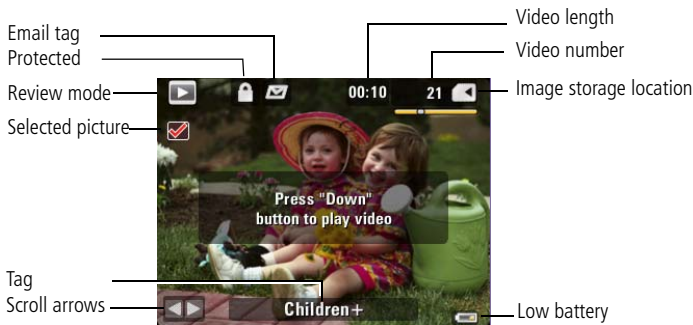 Email tag
Protected
Review mode
Selected picture
Video length
Video number
Image storage location
00:10
21
Press "Down"
button to play video
Tag
Scroll arrows
Children+
Low battery